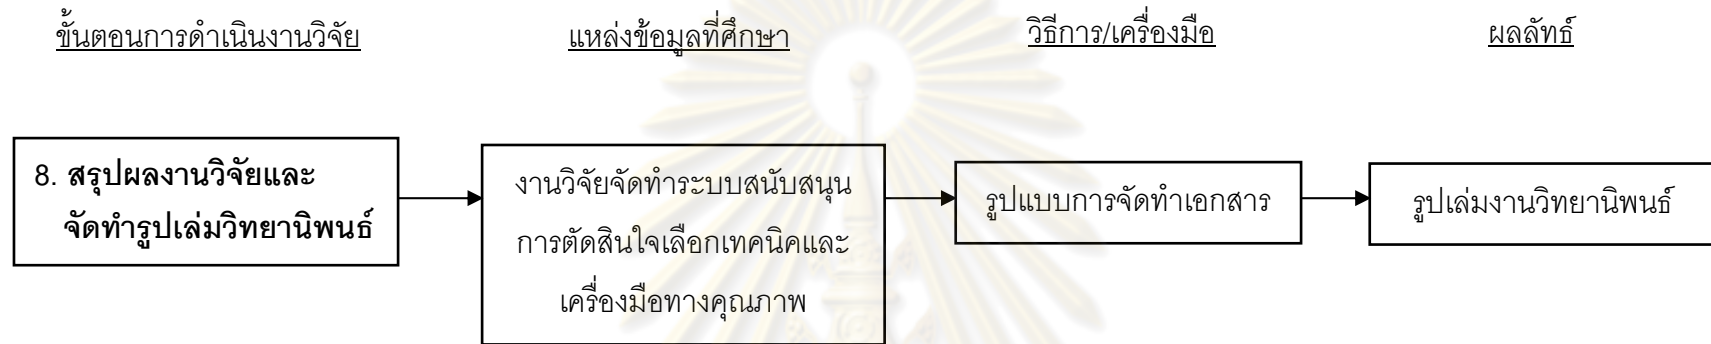 ขั้นตอนการดำเนินงานวิจัย
แหล่งข้อมูลที่ศึกษา
วิธีการ/เครื่องมือ
ผลลัทธ์
8. สรุปผลงานวิจัยและ
จัดทำรูปเล่มวิทยานิพนธ์
งานวิจัยจัดทำระบบสนับสนุน
การตัดสินใจเลือกเทคนิคและ
เครื่องมือทางคุณภาพ
รูปแบบการจัดทำเอกสาร
รูปเล่มงานวิทยานิพนธ์